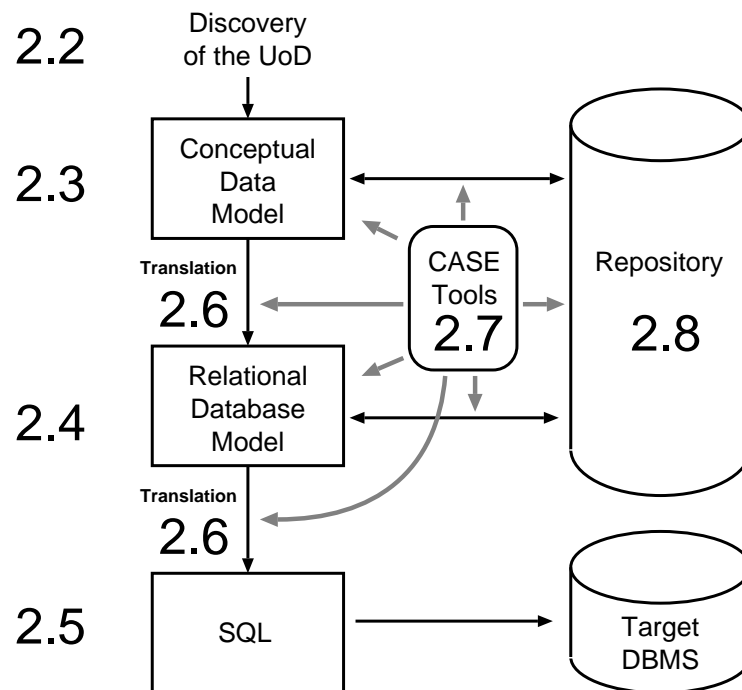 2.2
Discovery
of the UoD
2.3
Conceptual
Data
Model
Translation
2.6
CASE
Tools
2.7
Repository
2.8
2.4
Relational
Database
Model
Translation
2.6
2.5
SQL
Target
DBMS